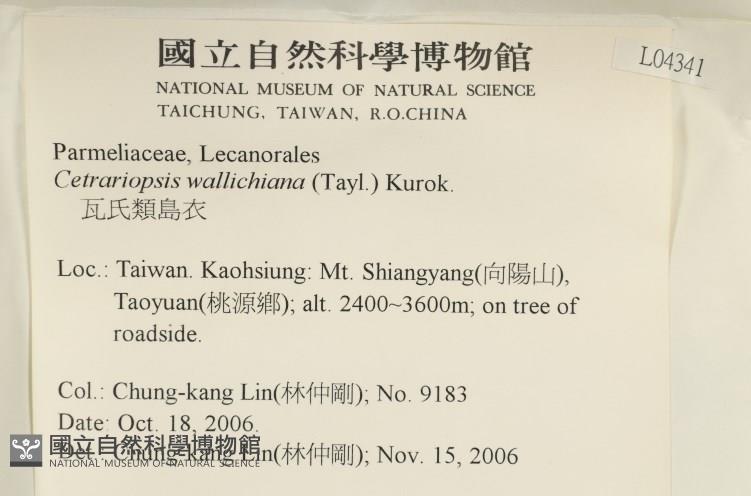 國立自然科學博物館
NATIONAL MUSEUM OF NATURAL SCIENCE
TAICHUNG, TAIWAN, R.O.CHINA
L04341
Parmeliaceae, Lecanorales
Cetrariopsis wallichiana (Tayl.) Kurok.
瓦氏類島衣
Loc.: Taiwan. Kaohsiung: Mt. Shiangyang(向陽山),
Taoyuan(桃源鄉); alt. 2400~3600m; on tree of
roadside.
Col.: Chung-kang Lin(林仲剛); No. 9183
Date: Oct. 18, 2006.
Det.: Chung-kang Lin(林仲剛); Nov. 15, 2006
國立自然科學博物館
NATIONAL MUSEUM OF NATURAL SCIENCE